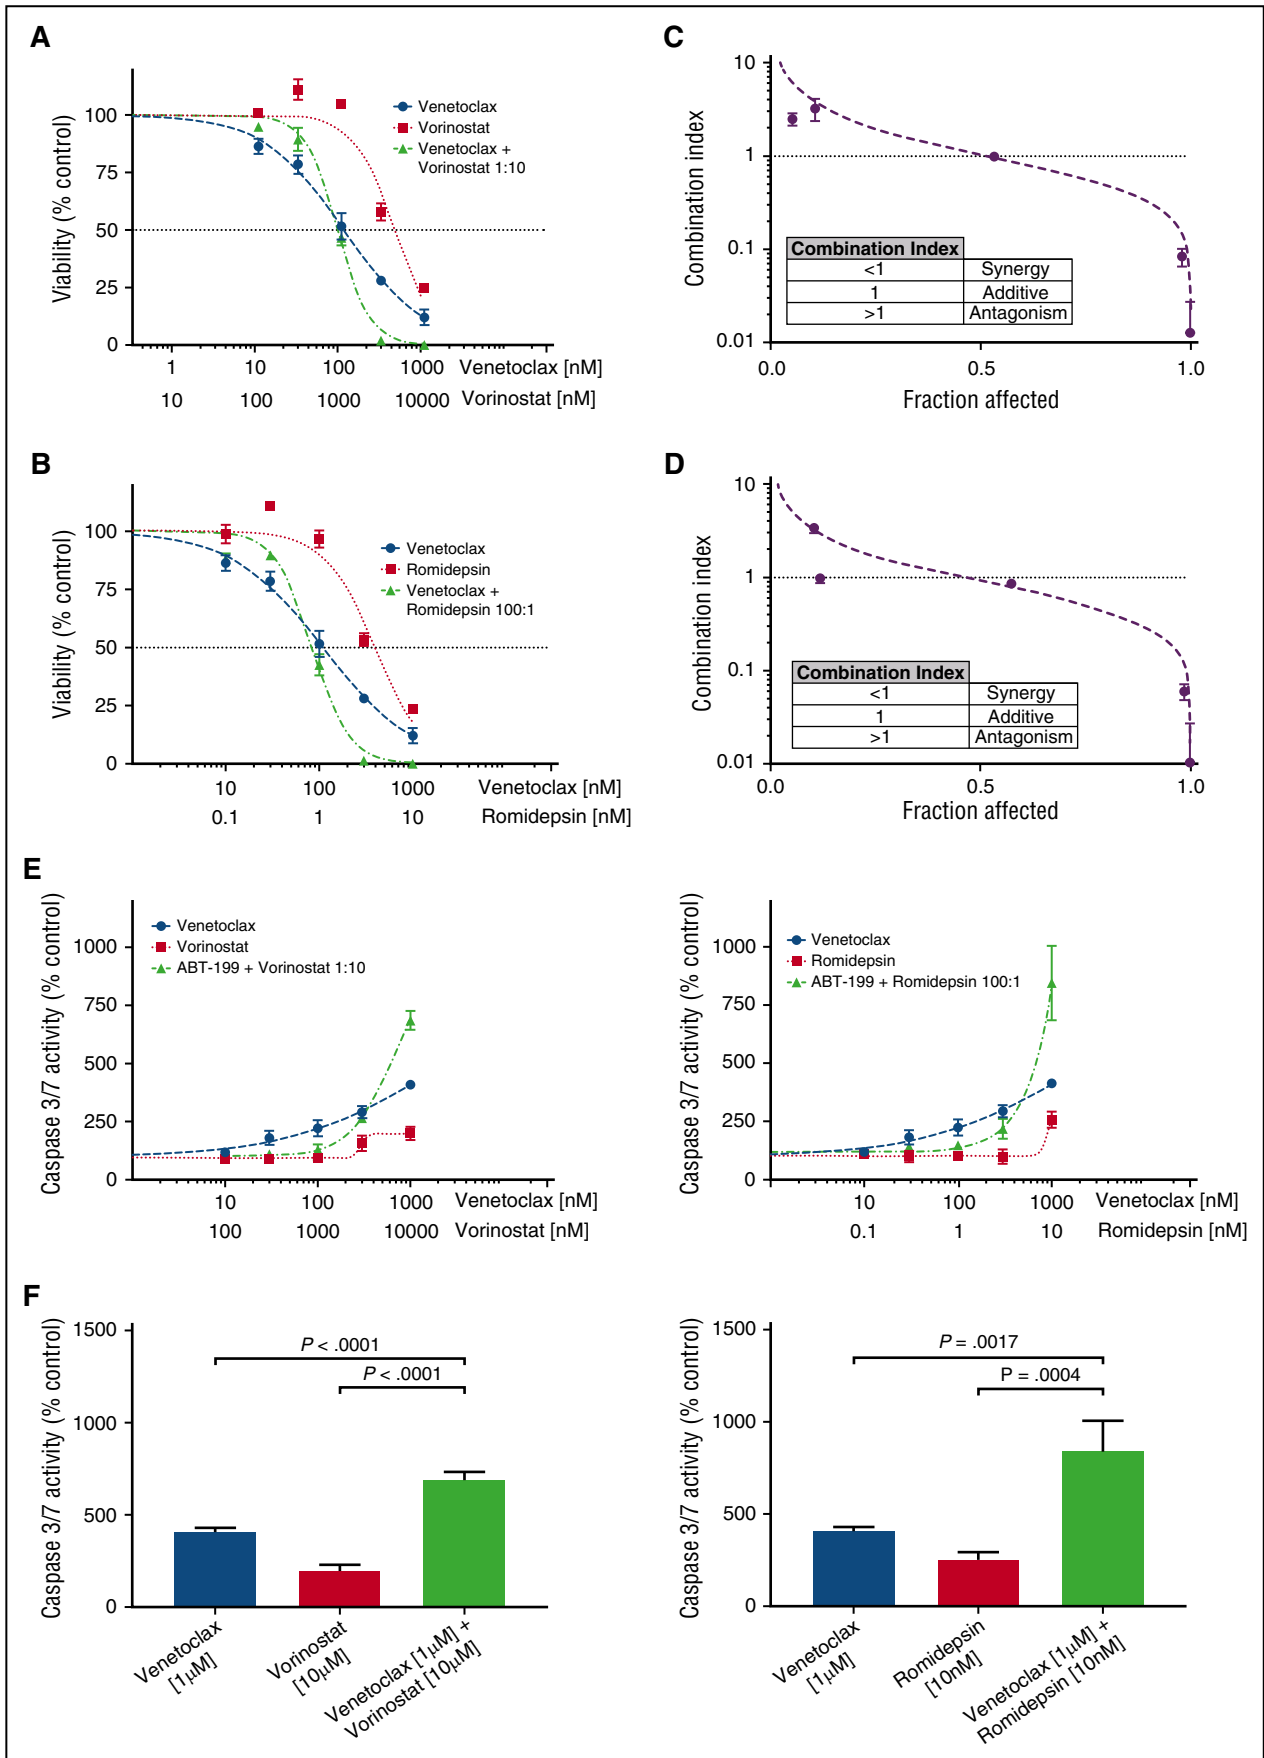 A
Viability (% control)
100
75
50
25
0
Venetoclax
Vorinostat
Venetoclax +
Vorinostat 1:10
1 10 100 1000 Venetoclax [nM]
10 100 1000 10000 Vorinostat [nM]
C
Combination index
10
1
0.1
0.01
Combination Index
<1 Synergy
1 Additive
>1 Antagonism
0.0 0.5 1.0
Fraction affected
B
Viability (% control)
100
75
50
25
0
Venetoclax
Romidepsin
Venetoclax +
Romidepsin 100:1
10 100 1000 Venetoclax [nM]
0.1 1 10 Romidepsin [nM]
D
Combination index
10
1
0.1
0.01
Combination Index
<1 Synergy
1 Additive
>1 Antagonism
0.0 0.5 1.0
Fraction affected
E
Caspase 3/7 activity (% control)
1000
750
500
250
0
Venetoclax
Vorinostat
ABT-199 + Vorinostat 1:10
10 100 1000 Venetoclax [nM]
100 1000 10000 Vorinostat [nM]
Caspase 3/7 activity (% control)
1000
750
500
250
0
Venetoclax
Romidepsin
ABT-199 + Romidepsin 100:1
10 100 1000 Venetoclax [nM]
0.1 1 10 Romidepsin [nM]
F
Caspase 3/7 activity (% control)
1500
1000
500
0
P < .0001
P < .0001
Venetoclax
[1μM]
Vorinostat
[10μM]
Venetoclax [1μM] +
Vorinostat [10μM]
Caspase 3/7 activity (% control)
1500
1000
500
0
P = .0017
P = .0004
Venetoclax
[1μM]
Romidepsin
[10nM]
Venetoclax [1μM] +
Romidepsin [10nM]